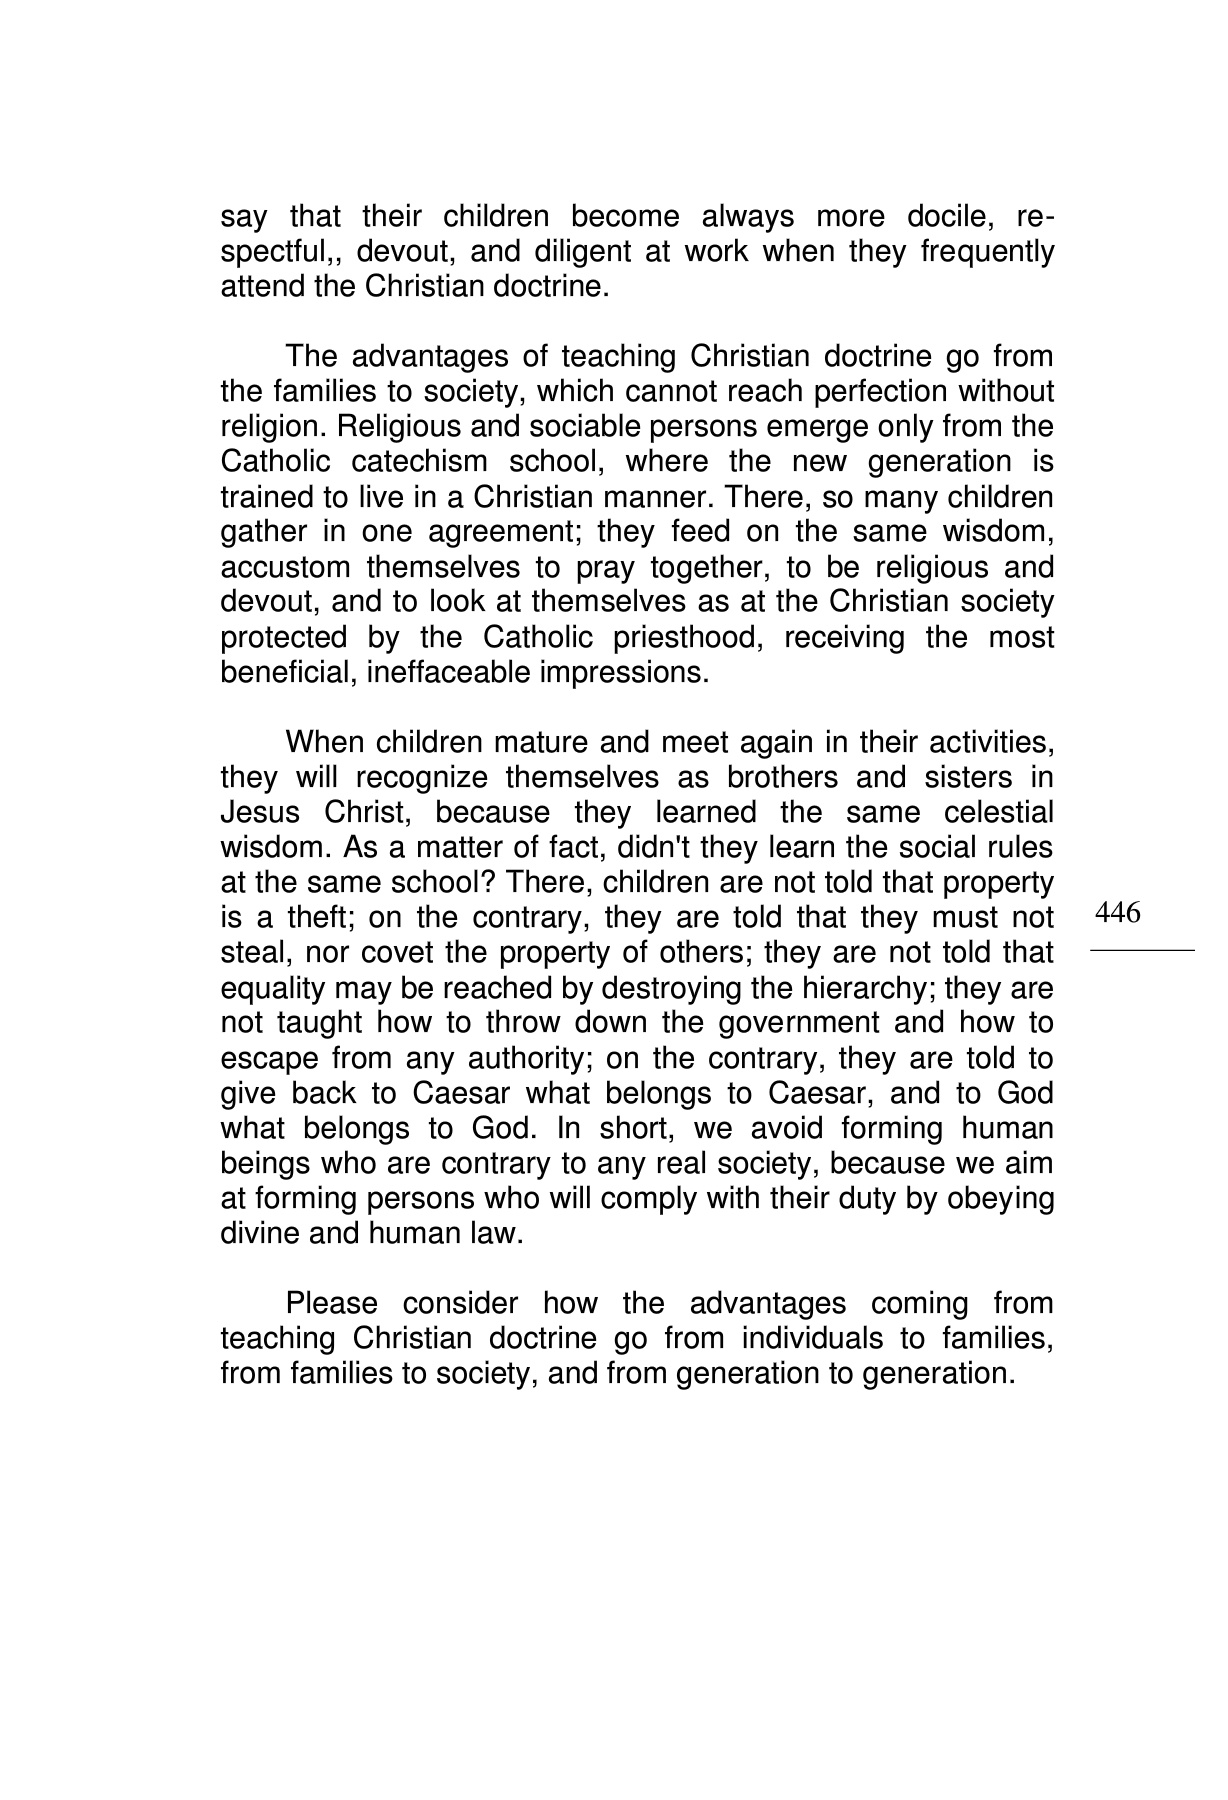 say that their children become always more docile, re-
spectful,, devout, and diligent at work when they frequently
attend the Christian doctrine.
The advantages of teaching Christian doctrine go from
the families to society, which cannot reach perfection without
religion. Religious and sociable persons emerge only from the
Catholic catechism school, where the new generation is
trained to live in a Christian manner. There, so many children
gather in one agreement; they feed on the same wisdom,
accustom themselves to pray together, to be religious and
devout, and to look at themselves as at the Christian society
protected by the Catholic priesthood, receiving the most
beneficial, ineffaceable impressions.
When children mature and meet again in their activities,
they will recognize themselves as brothers and sisters in
Jesus Christ, because they learned the same celestial
wisdom. As a matter of fact, didn't they learn the social rules
at the same school? There, children are not told that property
is a theft; on the contrary, they are told that they must not
steal, nor covet the property of others; they are not told that
equality may be reached by destroying the hierarchy; they are
not taught how to throw down the government and how to
escape from any authority; on the contrary, they are told to
give back to Caesar what belongs to Caesar, and to God
what belongs to God. In short, we avoid forming human
beings who are contrary to any real society, because we aim
at forming persons who will comply with their duty by obeying
divine and human law.
Please consider how the advantages coming from
teaching Christian doctrine go from individuals to families,
from families to society, and from generation to generation.
446